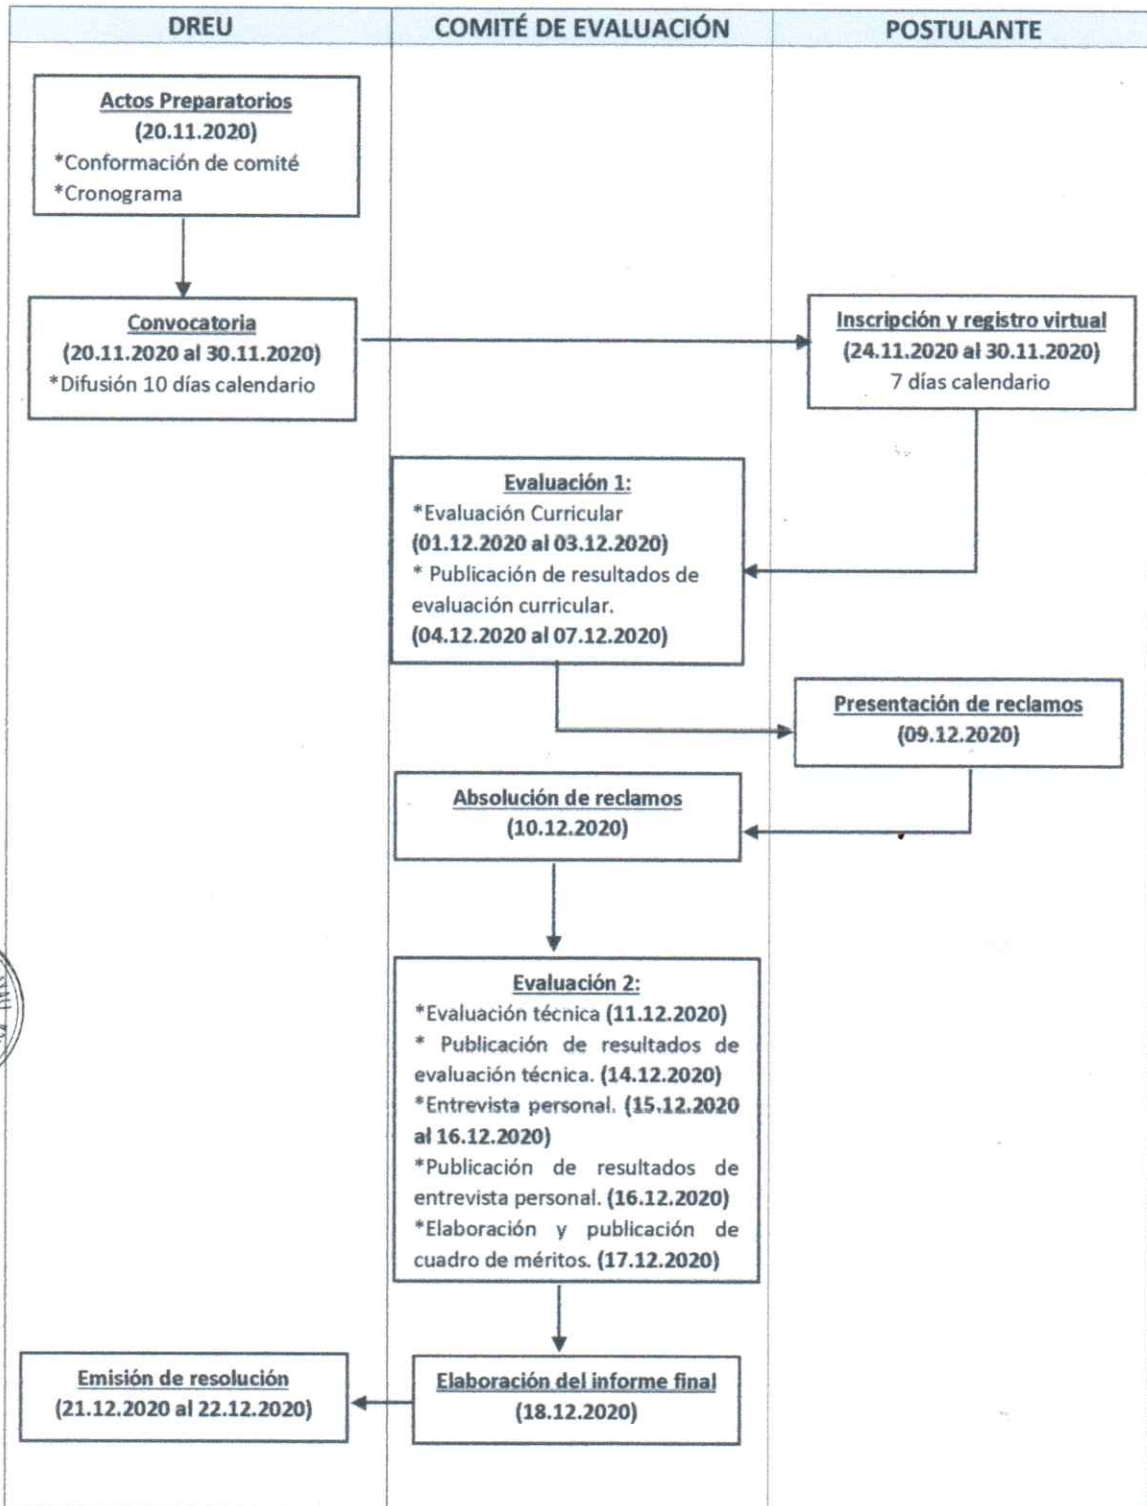 DREU
COMITÉ DE EVALUACIÓN
POSTULANTE
Actos Preparatorios
(20.11.2020)
*Conformación de comité
*Cronograma
Convocatoria
(20.11.2020 al 30.11.2020)
*Difusión 10 días calendario
Inscripción y registro virtual
(24.11.2020 al 30.11.2020)
7 días calendario
Evaluación 1:
*Evaluación Curricular
(01.12.2020 al 03.12.2020)
* Publicación de resultados de
evaluación curricular.
(04.12.2020 al 07.12.2020)
Presentación de reclamos
(09.12.2020)
Absolución de reclamos
(10.12.2020)
Evaluación 2:
*Evaluación técnica (11.12.2020)
* Publicación de resultados de
evaluación técnica. (14.12.2020)
*Entrevista personal. (15.12.2020
al 16.12.2020)
*Publicación de resultados de
entrevista personal. (16.12.2020)
*Elaboración y publicación de
cuadro de méritos. (17.12.2020)
Elaboración del informe final
(18.12.2020)
Emisión de resolución
(21.12.2020 al 22.12.2020)